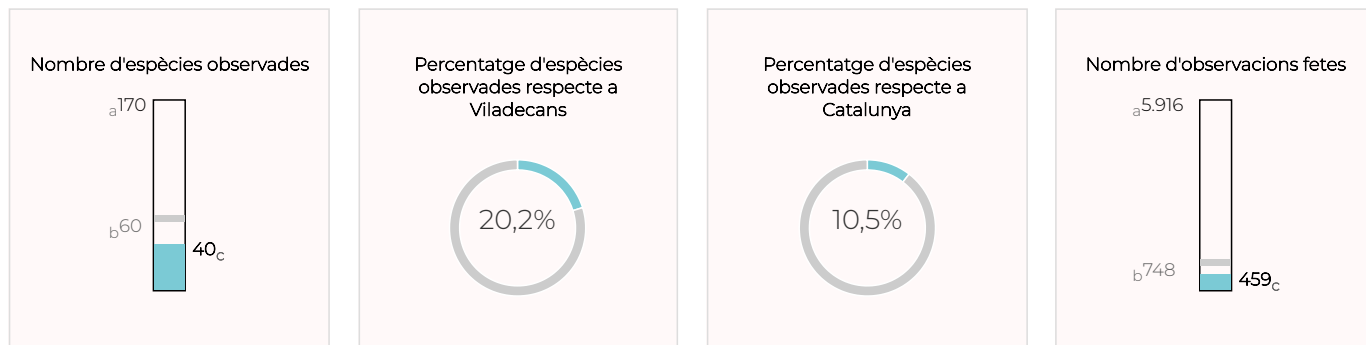 Nombre d'espècies observades
a170
b60
40c
Percentatge d'espècies
observades respecte a
Viladecans
20,2%
Percentatge d'espècies
observades respecte a
Catalunya
10,5%
Nombre d'observacions fetes
a5.916
b748
459c